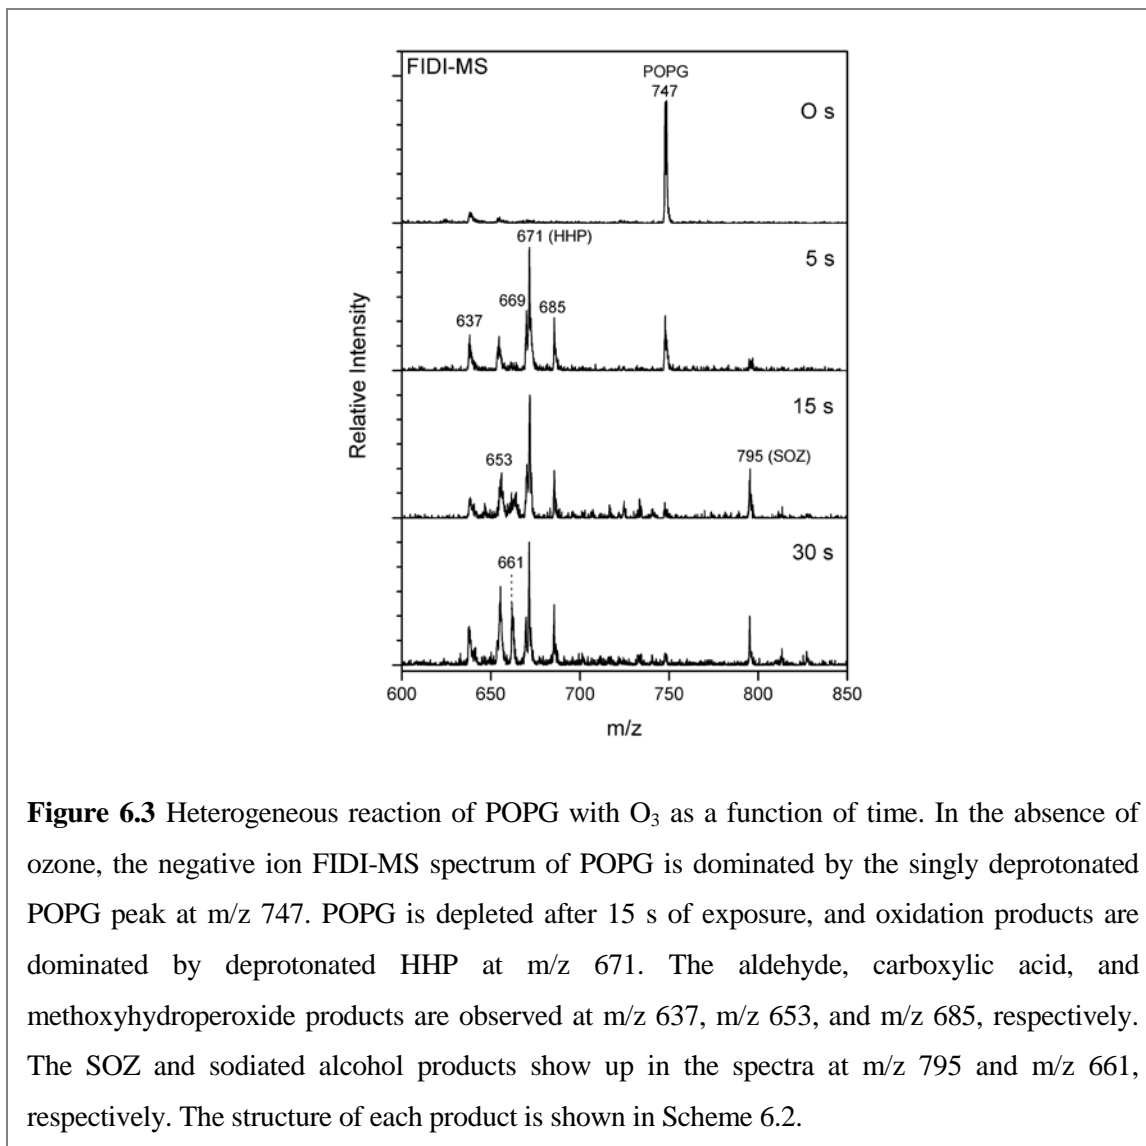 FIDI-MS
POPG
747
O s
671 (HHP)
5 s
669
685
637
Relative Intensity
15 s
653
795 (SOZ)
30 s
661
600 650 700 750 800 850
m/z
Figure 6.3 Heterogeneous reaction of POPG with O3 as a function of time. In the absence of
ozone, the negative ion FIDI-MS spectrum of POPG is dominated by the singly deprotonated
POPG peak at m/z 747. POPG is depleted after 15 s of exposure, and oxidation products are
dominated by deprotonated HHP at m/z 671. The aldehyde, carboxylic acid, and
methoxyhydroperoxide products are observed at m/z 637, m/z 653, and m/z 685, respectively.
The SOZ and sodiated alcohol products show up in the spectra at m/z 795 and m/z 661,
respectively. The structure of each product is shown in Scheme 6.2.